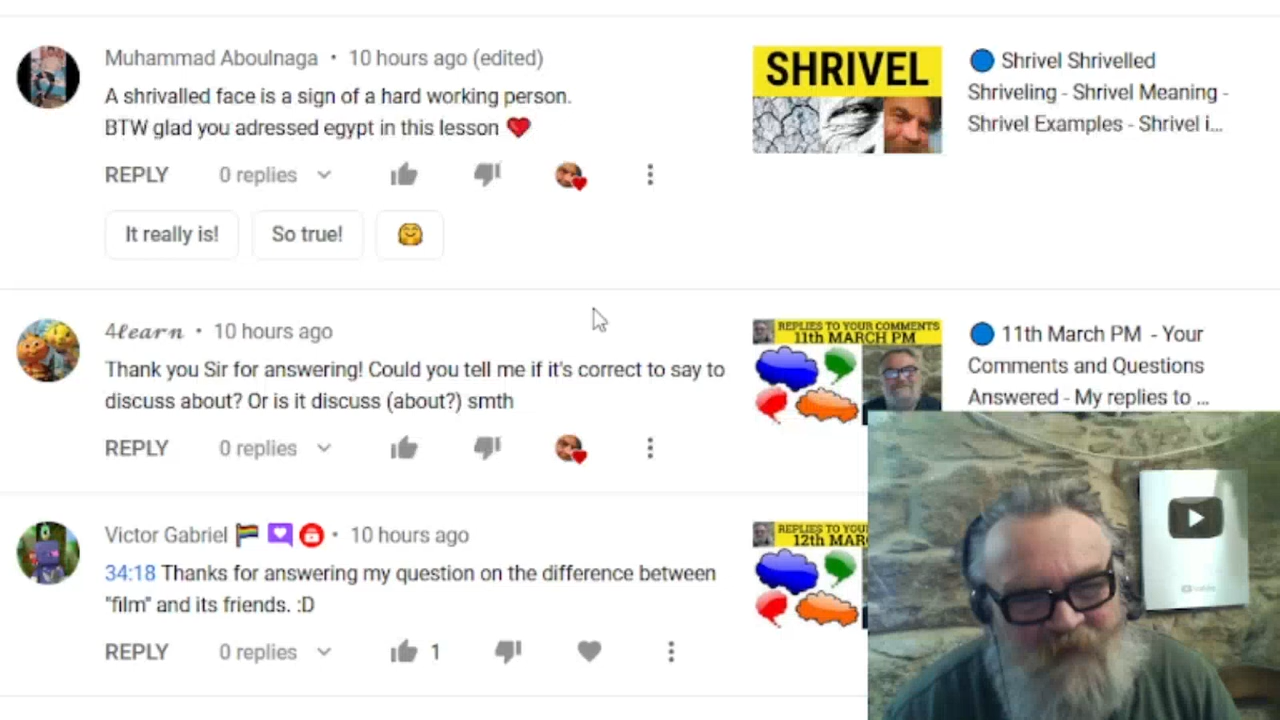 Muhammad Aboulnaga • 10 hours ago (edited)
A shrivalled face is a sign of a hard working person.
BTW glad you adressed egypt in this lesson ❤️
REPLY 0 replies
It really is! So true! 🤗
SHRIVEL
Shrivel Shrivelled
Shriveling - Shrivel Meaning -
Shrivel Examples - Shrivel i...
4𝓵𝓮𝓪𝓻𝓷 • 10 hours ago
Thank you Sir for answering! Could you tell me if it's correct to say to
discuss about? Or is it discuss (about?) smth
REPLY 0 replies
REPLIES TO YOUR COMMENTS
11th MARCH PM
11th March PM - Your
Comments and Questions
Answered - My replies to ...
Victor Gabriel • 10 hours ago
34:18 Thanks for answering my question on the difference between
"film" and its friends. :D
REPLY 0 replies 1
REPLIES TO YOU
12th MAR